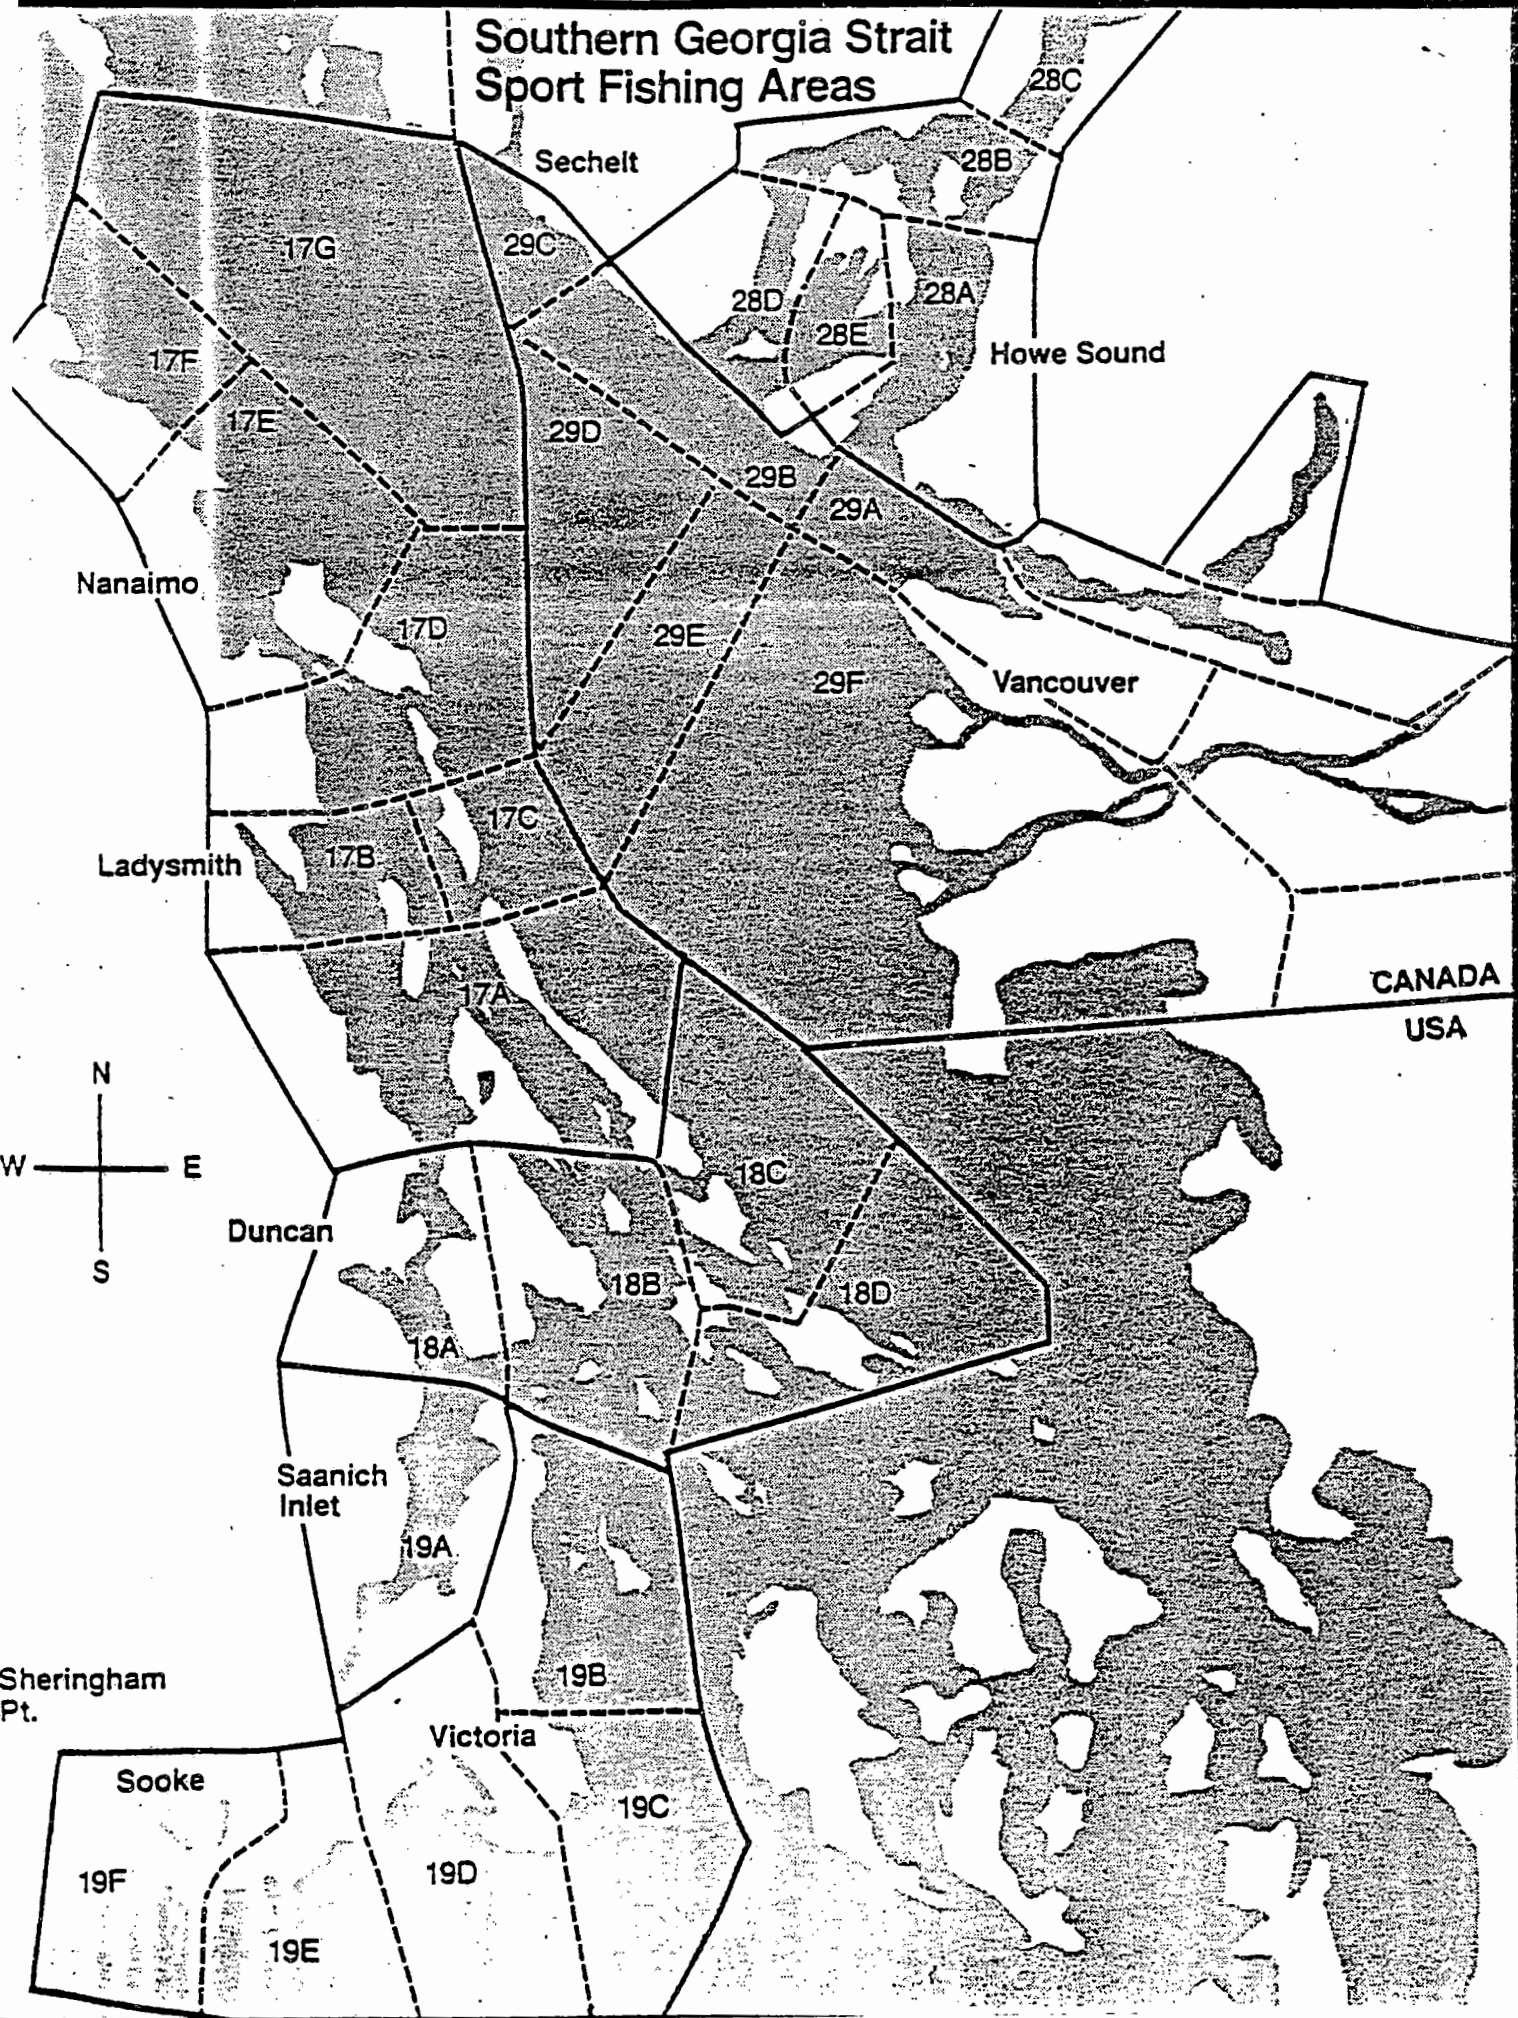 Southern Georgia Strait
Sport Fishing Areas
28C
Sechelt
28B
17G
29C
28D
28A
28E
Howe Sound
17F
17E
29D
29B
29A
Nanaimo
17D
29E
29F
Vancouver
17C
17B
Ladysmith
17A
CANADA
USA
N
W
E
S
18C
Duncan
18B
18D
18A
Saanich
Inlet
19A
19B
Sheringham
Pt.
Victoria
Sooke
19C
19F
19D
19E